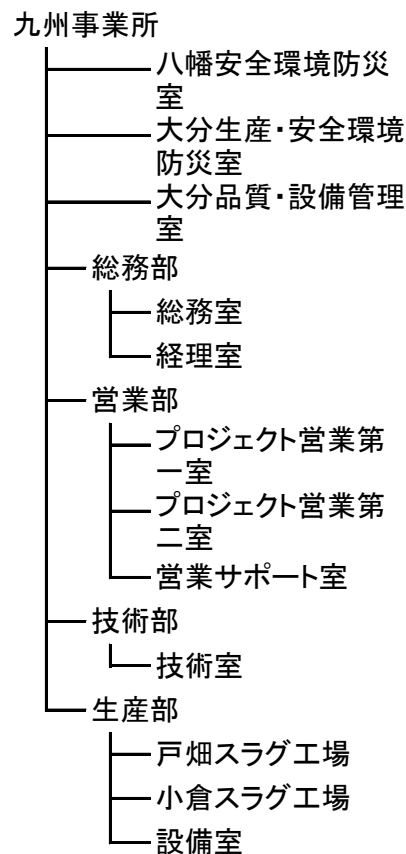 九州事業所
八幡安全環境防災
室
大分生産・安全環境
防災室
大分品質・設備管理
室
総務部
総務室
経理室
営業部
プロジェクト営業第
一室
プロジェクト営業第
二室
営業サポート室
技術部
技術室
生産部
戸畑スラグ工場
小倉スラグ工場
設備室